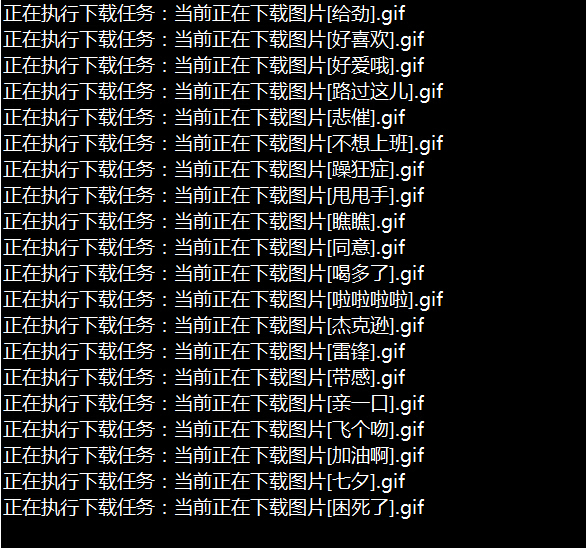 正在执行下载任务：当前正在下载图片[给劲].gif
正在执行下载任务：当前正在下载图片[好喜欢].gif
正在执行下载任务：当前正在下载图片[好爱哦].gif
正在执行下载任务：当前正在下载图片[路过这儿].gif
正在执行下载任务：当前正在下载图片[悲催].gif
正在执行下载任务：当前正在下载图片[不想上班].gif
正在执行下载任务：当前正在下载图片[躁狂症].gif
正在执行下载任务：当前正在下载图片[甩甩手].gif
正在执行下载任务：当前正在下载图片[瞧瞧].gif
正在执行下载任务：当前正在下载图片[同意].gif
正在执行下载任务：当前正在下载图片[喝多了].gif
正在执行下载任务：当前正在下载图片[啦啦啦啦].gif
正在执行下载任务：当前正在下载图片[杰克逊].gif
正在执行下载任务：当前正在下载图片[雷锋].gif
正在执行下载任务：当前正在下载图片[带感].gif
正在执行下载任务：当前正在下载图片[亲一口].gif
正在执行下载任务：当前正在下载图片[飞个吻].gif
正在执行下载任务：当前正在下载图片[加油啊].gif
正在执行下载任务：当前正在下载图片[七夕].gif
正在执行下载任务：当前正在下载图片[困死了].gif